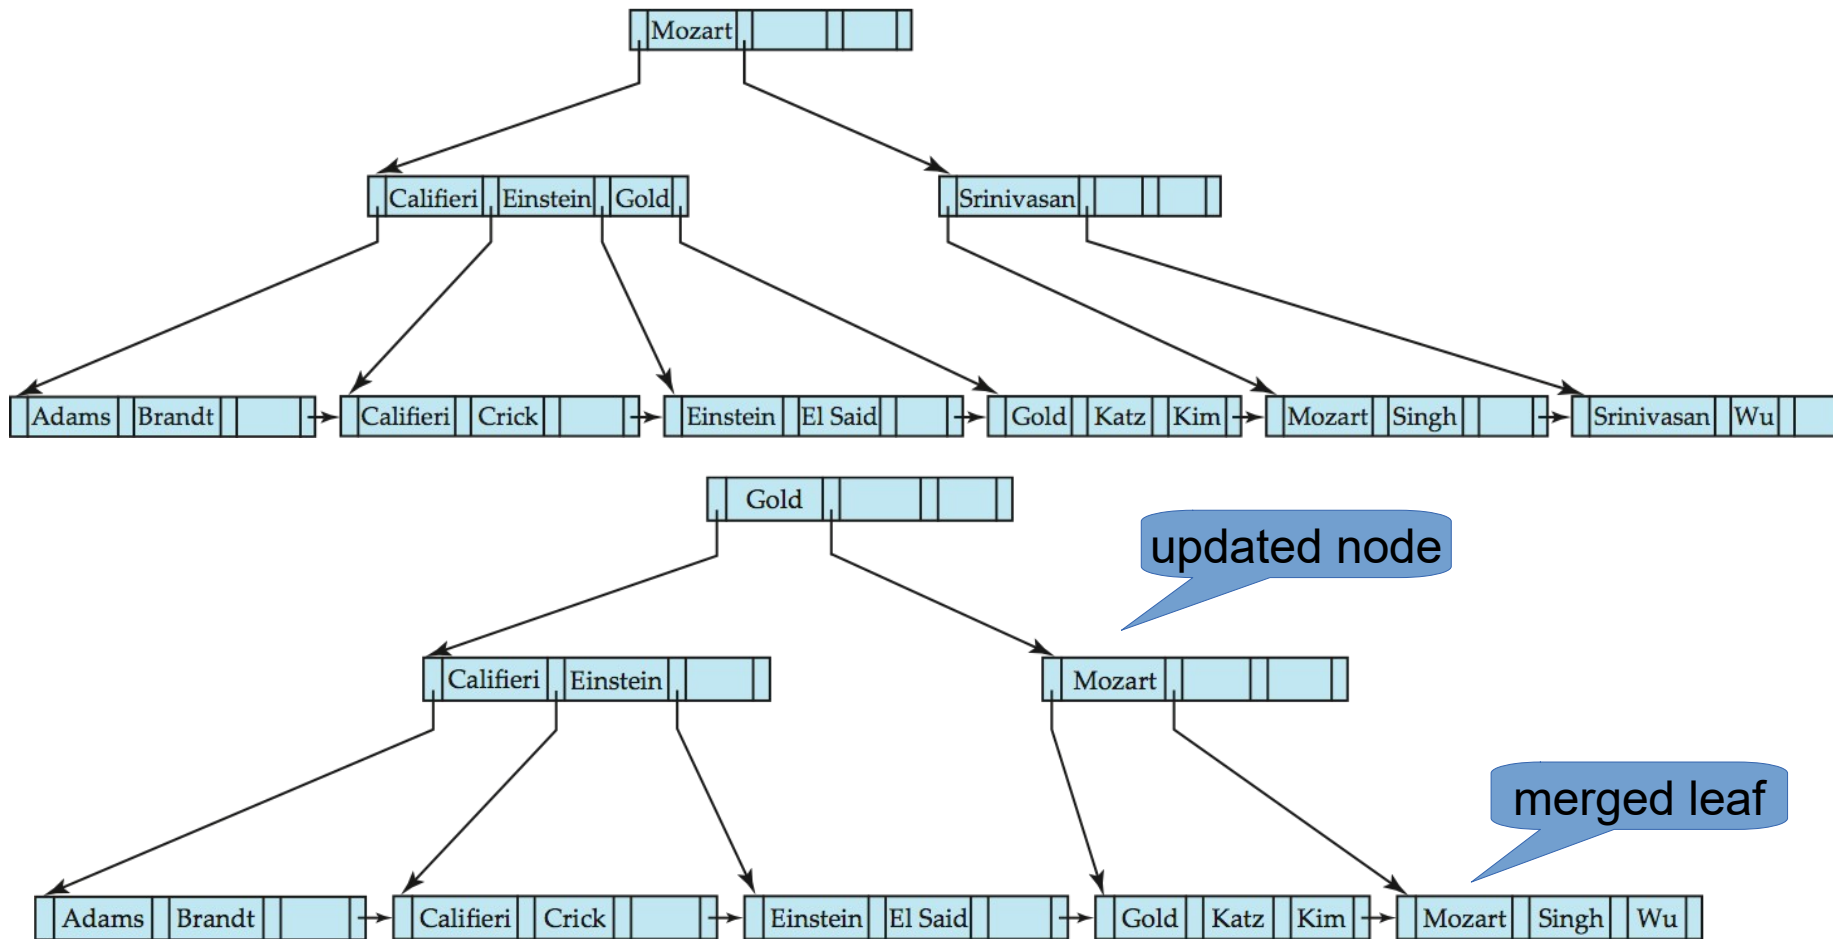 Mozart
Califieri Einstein Gold Srinivasan
Adams Brandt Califieri Crick Einstein El Said Gold Katz Kim Mozart Singh Srinivasan Wu
Gold
updated node
Califieri Einstein Mozart
merged leaf
Adams Brandt Califieri Crick Einstein El Said Gold Katz Kim Mozart Singh Wu